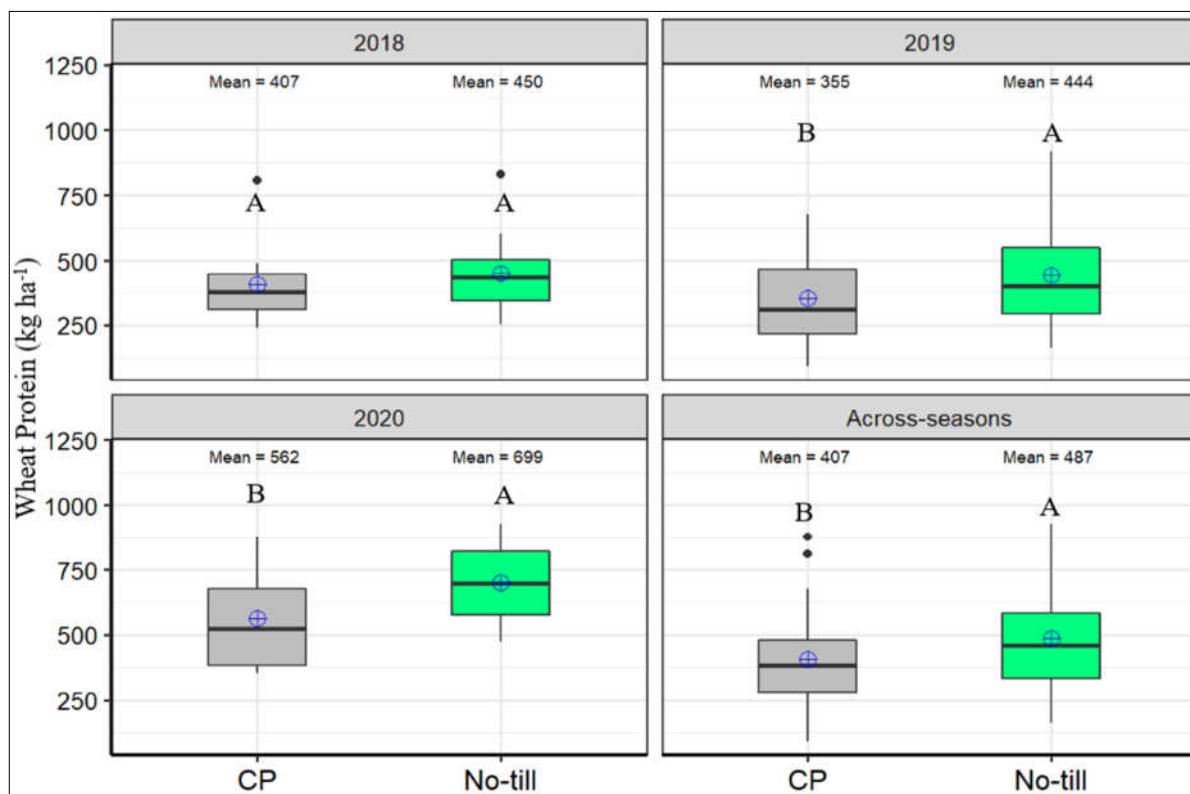 2018
2019
Mean = 407
Mean = 450
Mean = 355
Mean = 444
A
A
B
A
1250
1000
750
500
250
2020
Across-seasons
Mean = 562
Mean = 699
Mean = 407
Mean = 487
B
A
B
A
1250
1000
750
500
250
Wheat Protein (kg ha⁻¹)
CP
No-till
CP
No-till